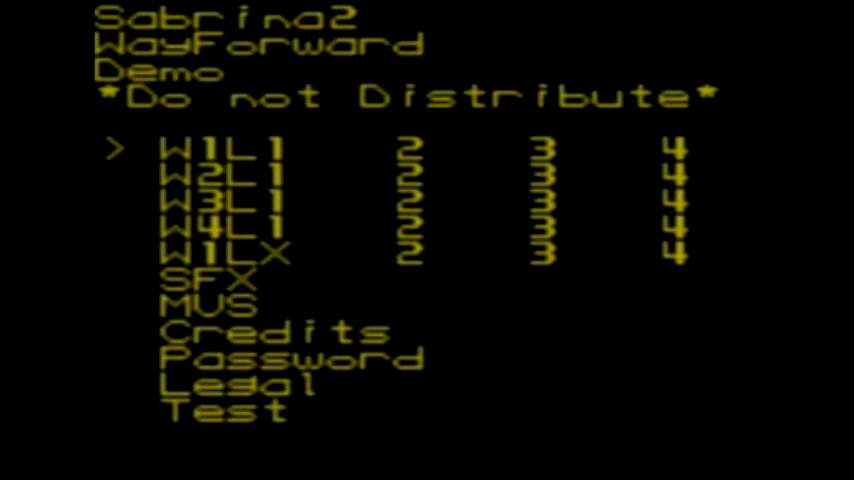 Sabrina2
WayForward
Demo
*Do not Distribute*
> W1L1 2 3 4
W2L1 2 3 4
W3L1 2 3 4
W4L1 2 3 4
W1LX 2 3 4
SFX
MUS
Credits
Password
Legal
Test